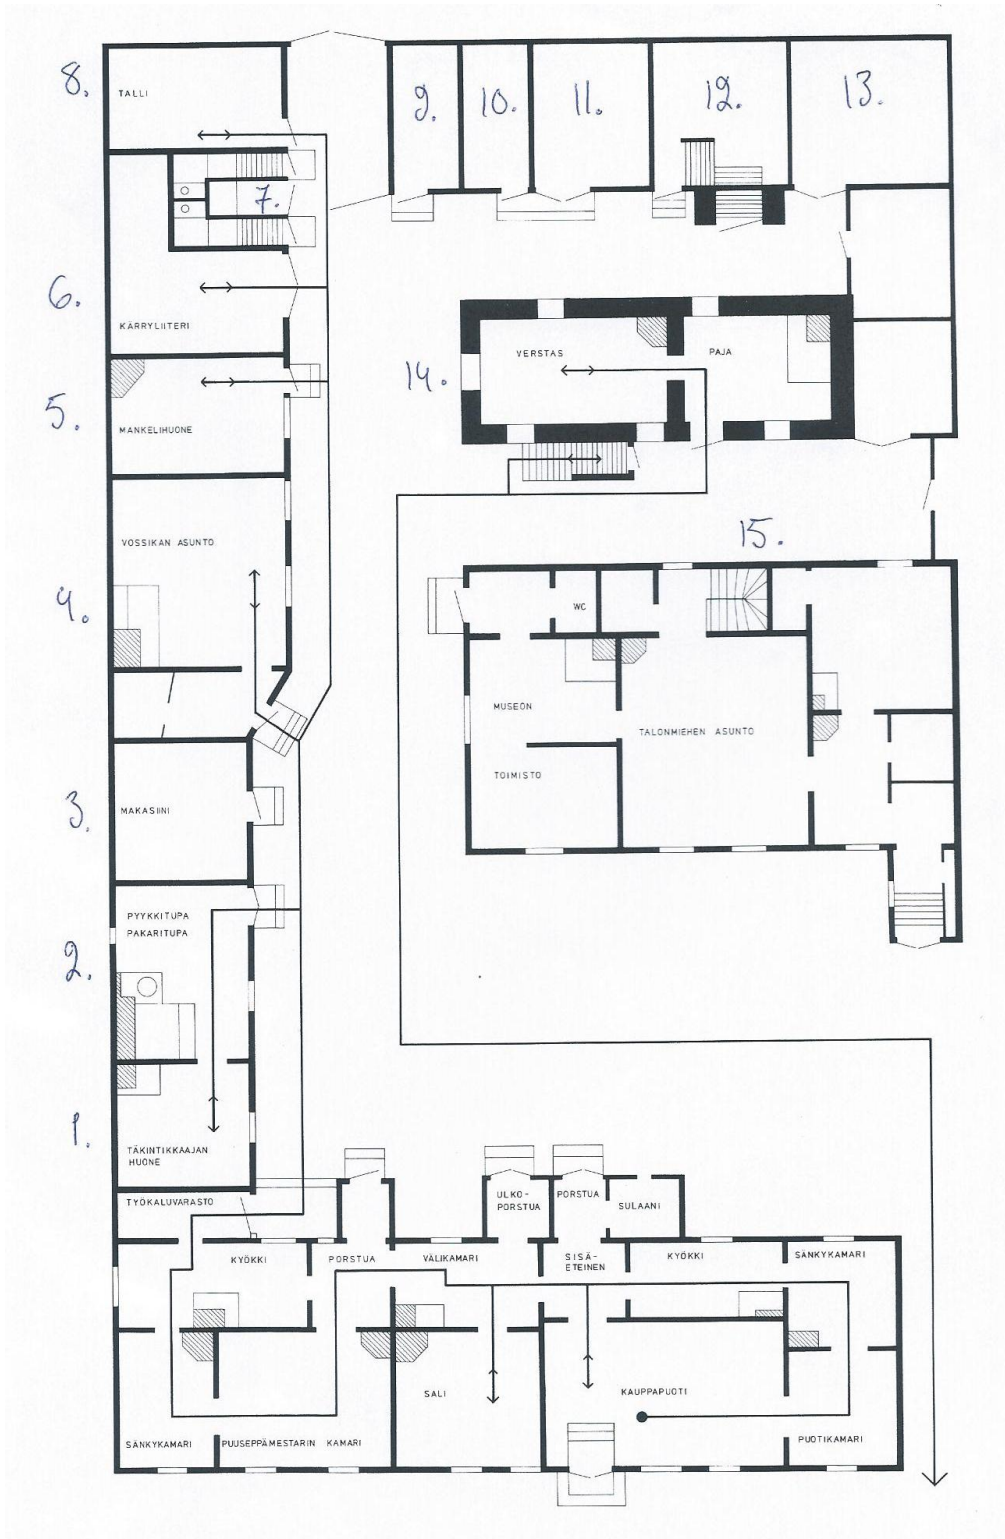 8.
TALLI
9.
10.
11.
12.
13.
7.
6.
KÄRRYLIITERI
14.
VERSTAS
PAJA
5.
MANKELIHUONE
VOSSIKAN ASUNTO
15.
4.
WC
MUSEON
TOIMISTO
TALONMIEHEN ASUNTO
3.
MAKASIINI
PYYKKITUPA
PAKARITUPA
2.
1.
TÄKINTIKKAAJAN
HUONE
TYÖKALUVARASTO
ULKO-
PORSTUA
PORSTUA
SULAANI
KYÖKKI
PORSTUA
VÄLIKAMARI
SISÄ-
ETEINEN
KYÖKKI
SÄNKYKAMARI
SALI
KAUPPAPUOTI
SÄNKYKAMARI
PUUSEPPÄMESTARIN KAMARI
PUOTIKAMARI